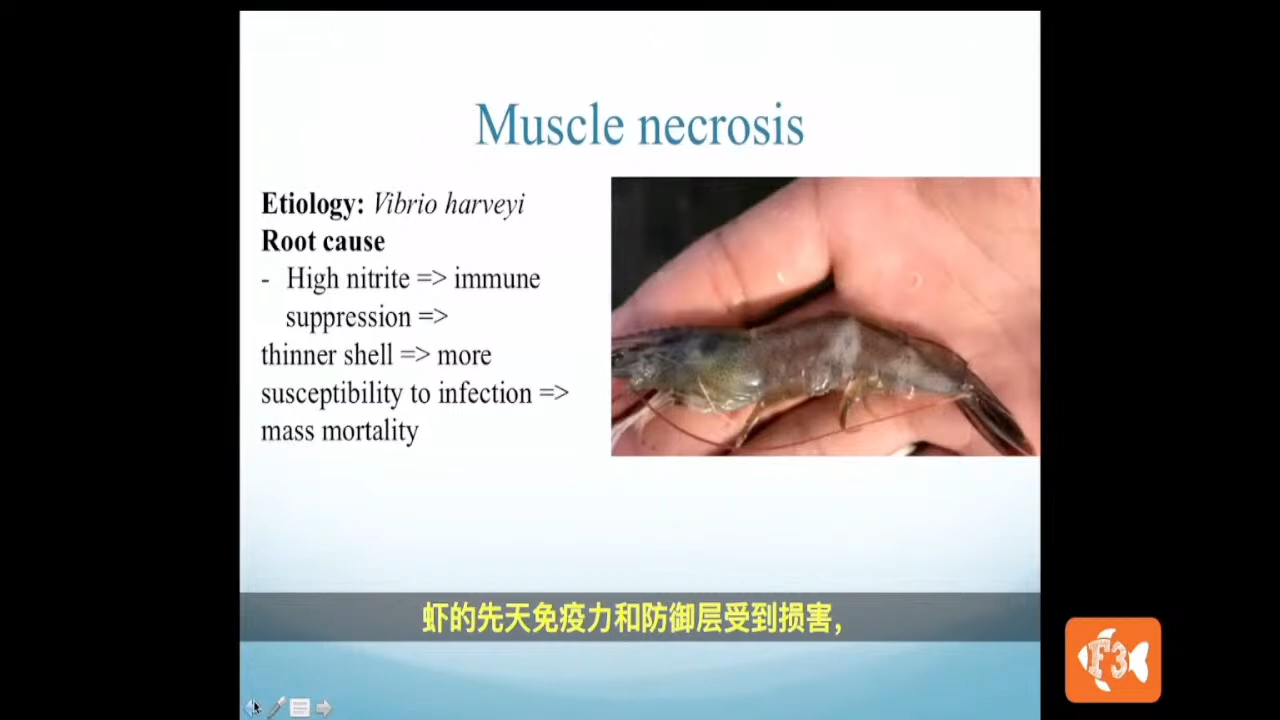 Muscle necrosis
Etiology: Vibrio harveyi
Root cause
- High nitrite => immune
suppression =>
thinner shell => more
susceptibility to infection =>
mass mortality
虾的先天免疫力和防御层受到损害,
F3